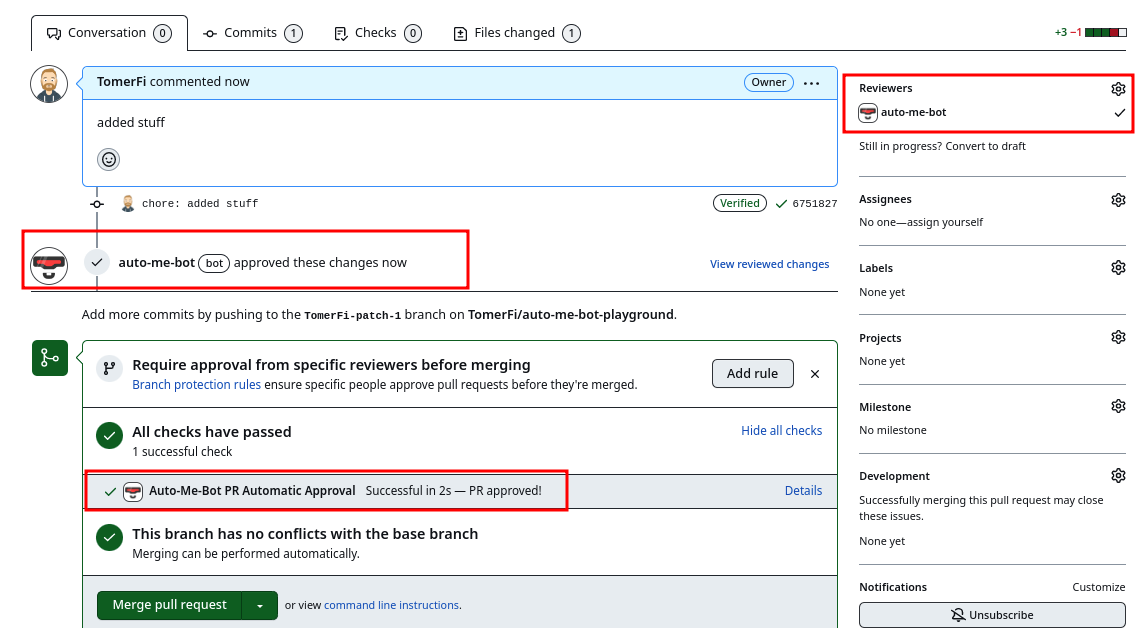 Conversation 0 Commits 1 Checks 0 Files changed 1 +3 −1
TomerFi commented now Owner ...
added stuff
chore: added stuff Verified 6751827
auto-me-bot bot approved these changes now View reviewed changes
Add more commits by pushing to the TomerFi-patch-1 branch on TomerFi/auto-me-bot-playground.
Require approval from specific reviewers before merging
Branch protection rules ensure specific people approve pull requests before they're merged.
Add rule
All checks have passed
1 successful check
Hide all checks
Auto-Me-Bot PR Automatic Approval Successful in 2s — PR approved! Details
This branch has no conflicts with the base branch
Merging can be performed automatically.
Merge pull request or view command line instructions.
Reviewers
auto-me-bot
Still in progress? Convert to draft
Assignees
No one—assign yourself
Labels
None yet
Projects
None yet
Milestone
No milestone
Development
Successfully merging this pull request may close
these issues.
None yet
Notifications Customize
Unsubscribe